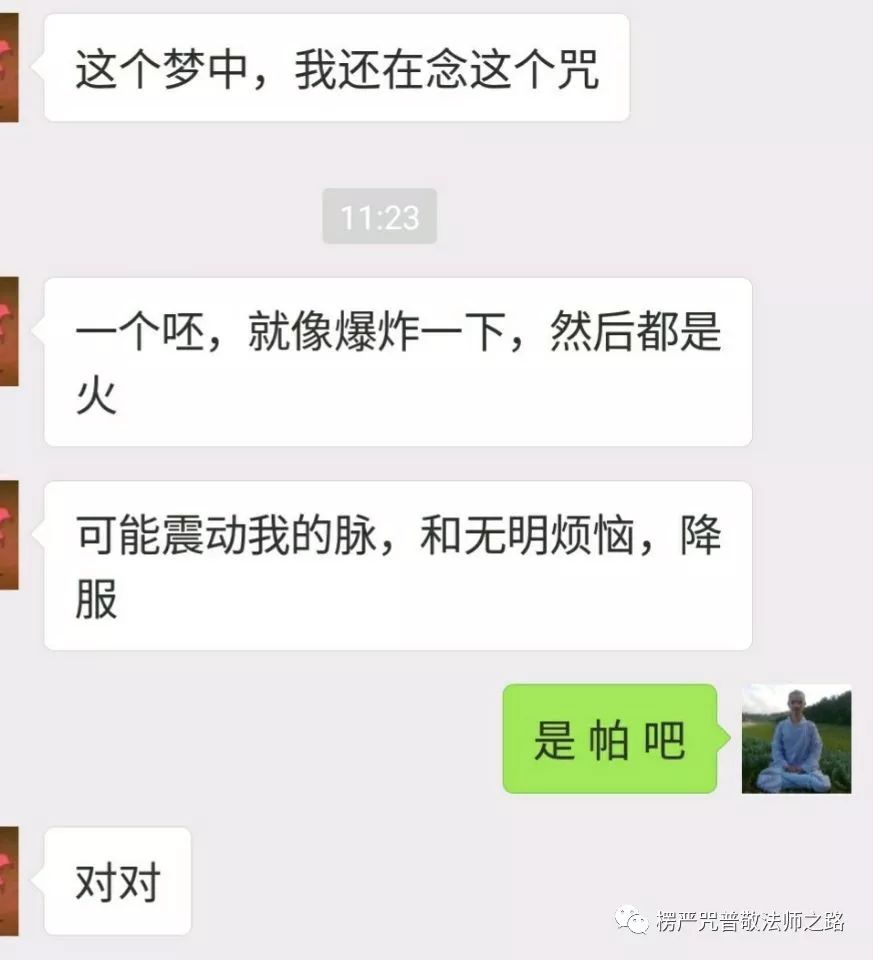 这个梦中，我还在念这个咒
11:23
一个呸，就像爆炸一下，然后都是
火
可能震动我的脉，和无明烦恼，降
服
是 帕 吧
对对
楞严咒普敬法师之路